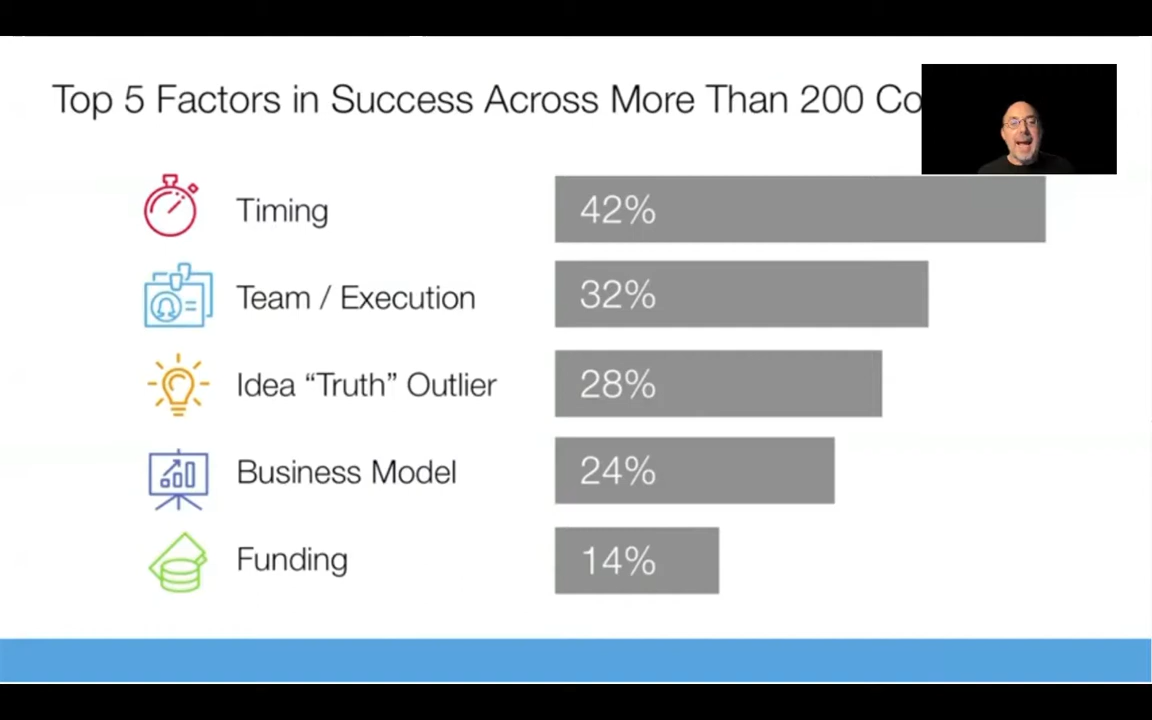 Top 5 Factors in Success Across More Than 200 Co
Timing 42%
Team / Execution 32%
Idea “Truth” Outlier 28%
Business Model 24%
Funding 14%